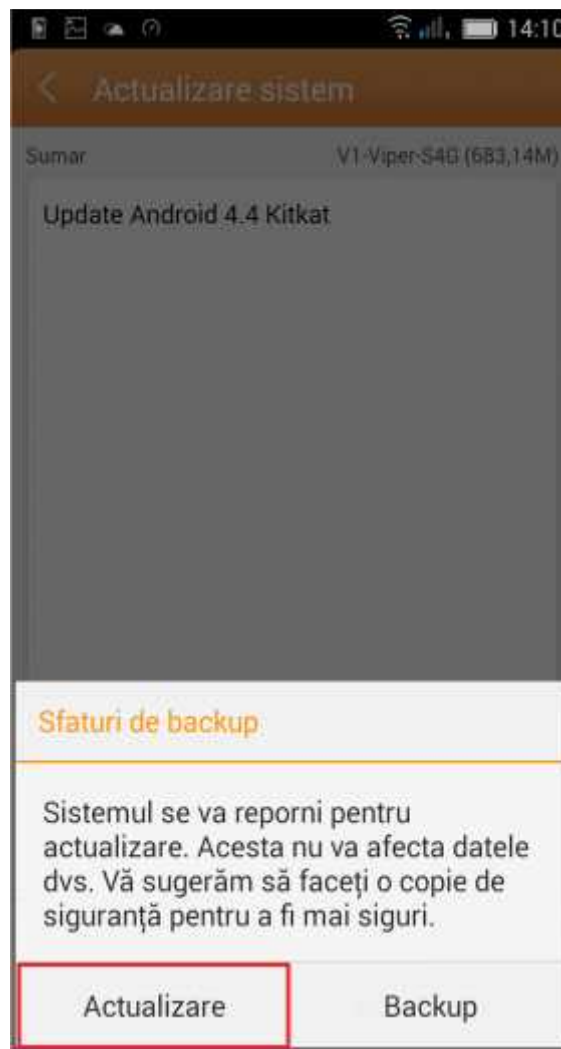 14:10
Actualizare sistem
Sumar V1-Viper-S4G (683,14M)
Update Android 4.4 Kitkat
Sfaturi de backup
Sistemul se va reporni pentru
actualizare. Acesta nu va afecta datele
dvs. Vă sugerăm să faceți o copie de
siguranță pentru a fi mai siguri.
Actualizare Backup